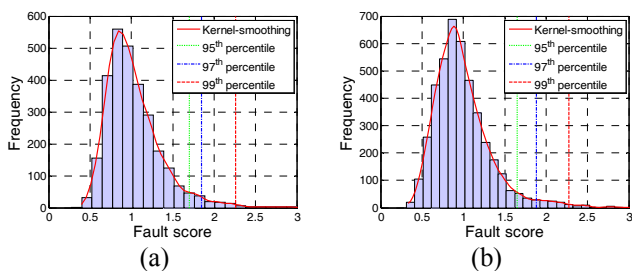 Kernel-smoothing
95th percentile
97th percentile
99th percentile
600
500
400
300
200
100
0
0 0.5 1 1.5 2 2.5 3
Frequency
Fault score
(a)
Kernel-smoothing
95th percentile
97th percentile
99th percentile
700
600
500
400
300
200
100
0
0 0.5 1 1.5 2 2.5 3
Frequency
Fault score
(b)